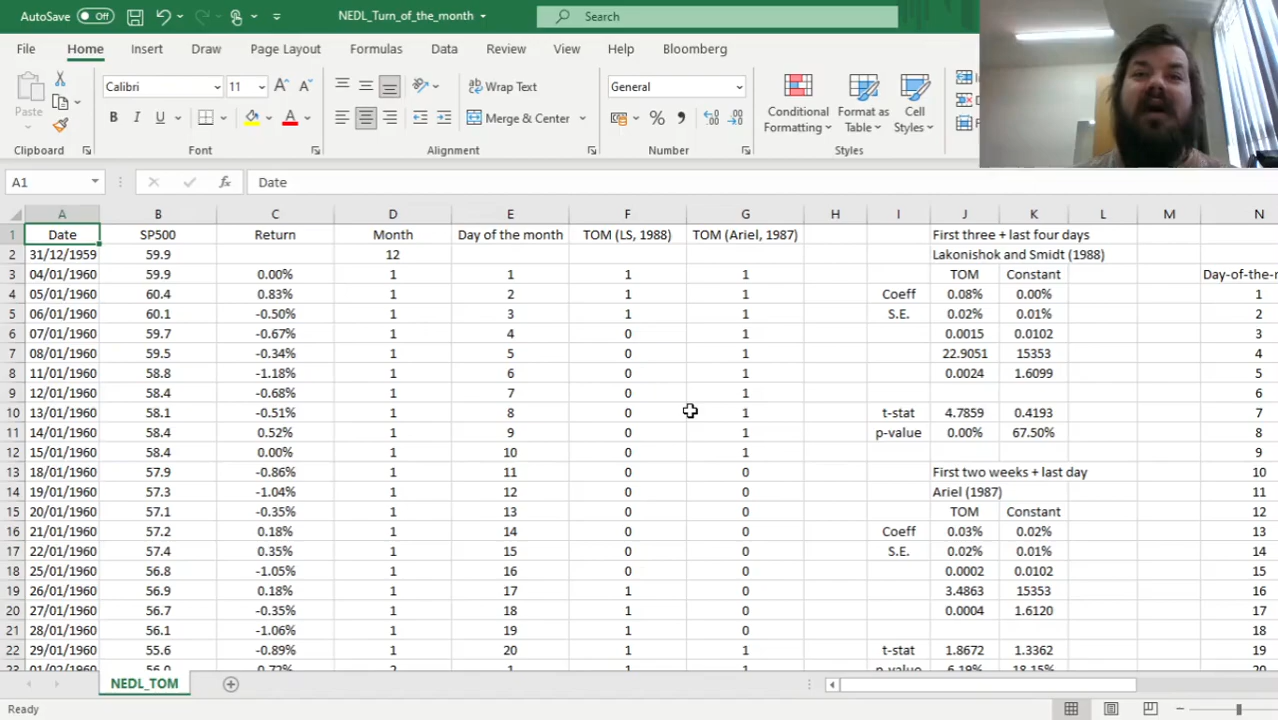 AutoSave Off NEDL_Turn_of_the_month Search
File Home Insert Draw Page Layout Formulas Data Review View Help Bloomberg
Paste Calibri 11 Wrap Text General
B I U Merge & Center Conditional Formatting Format as Table Cell Styles
Clipboard Font Alignment Number Styles
A1 fx Date
A B C D E F G H I J K L M N
1 Date SP500 Return Month Day of the month TOM (LS, 1988) TOM (Ariel, 1987) First three + last four days
2 31/12/1959 59.9 12 Lakonishok and Smidt (1988)
3 04/01/1960 59.9 0.00% 1 1 1 1 TOM Constant Day-of-the-r
4 05/01/1960 60.4 0.83% 1 2 1 1 Coeff 0.08% 0.00% 1
5 06/01/1960 60.1 -0.50% 1 3 1 1 S.E. 0.02% 0.01% 2
6 07/01/1960 59.7 -0.67% 1 4 0 1 0.0015 0.0102 3
7 08/01/1960 59.5 -0.34% 1 5 0 1 22.9051 15353 4
8 11/01/1960 58.8 -1.18% 1 6 0 1 0.0024 1.6099 5
9 12/01/1960 58.4 -0.68% 1 7 0 1 6
10 13/01/1960 58.1 -0.51% 1 8 0 1 t-stat 4.7859 0.4193 7
11 14/01/1960 58.4 0.52% 1 9 0 1 p-value 0.00% 67.50% 8
12 15/01/1960 58.4 0.00% 1 10 0 1 9
13 18/01/1960 57.9 -0.86% 1 11 0 0 First two weeks + last day 10
14 19/01/1960 57.3 -1.04% 1 12 0 0 Ariel (1987) 11
15 20/01/1960 57.1 -0.35% 1 13 0 0 TOM Constant 12
16 21/01/1960 57.2 0.18% 1 14 0 0 Coeff 0.03% 0.02% 13
17 22/01/1960 57.4 0.35% 1 15 0 0 S.E. 0.02% 0.01% 14
18 25/01/1960 56.8 -1.05% 1 16 0 0 0.0002 0.0102 15
19 26/01/1960 56.9 0.18% 1 17 1 0 3.4863 15353 16
20 27/01/1960 56.7 -0.35% 1 18 1 0 0.0004 1.6120 17
21 28/01/1960 56.1 -1.06% 1 19 1 0 18
22 29/01/1960 55.6 -0.89% 1 20 1 1 t-stat 1.8672 1.3362 19
23 01/02/1960 56.0 0.72% 2 1 1 1 p-value 6.19% 18.15% 20
NEDL_TOM
Ready